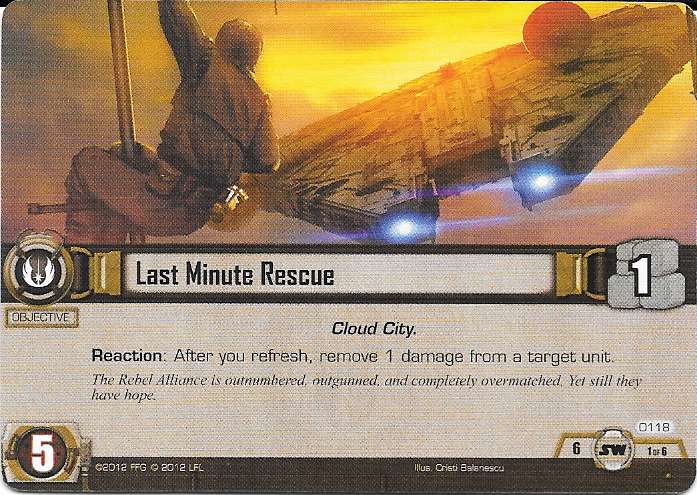 Last Minute Rescue
1
OBJECTIVE
Cloud City.
Reaction: After you refresh, remove 1 damage from a target unit.
The Rebel Alliance is outnumbered, outgunned, and completely overmatched. Yet still they
have hope.
5
©2012 FFG © 2012 LFL
Illus. Cristi Balanescu
0118
6
SW
1 OF 6